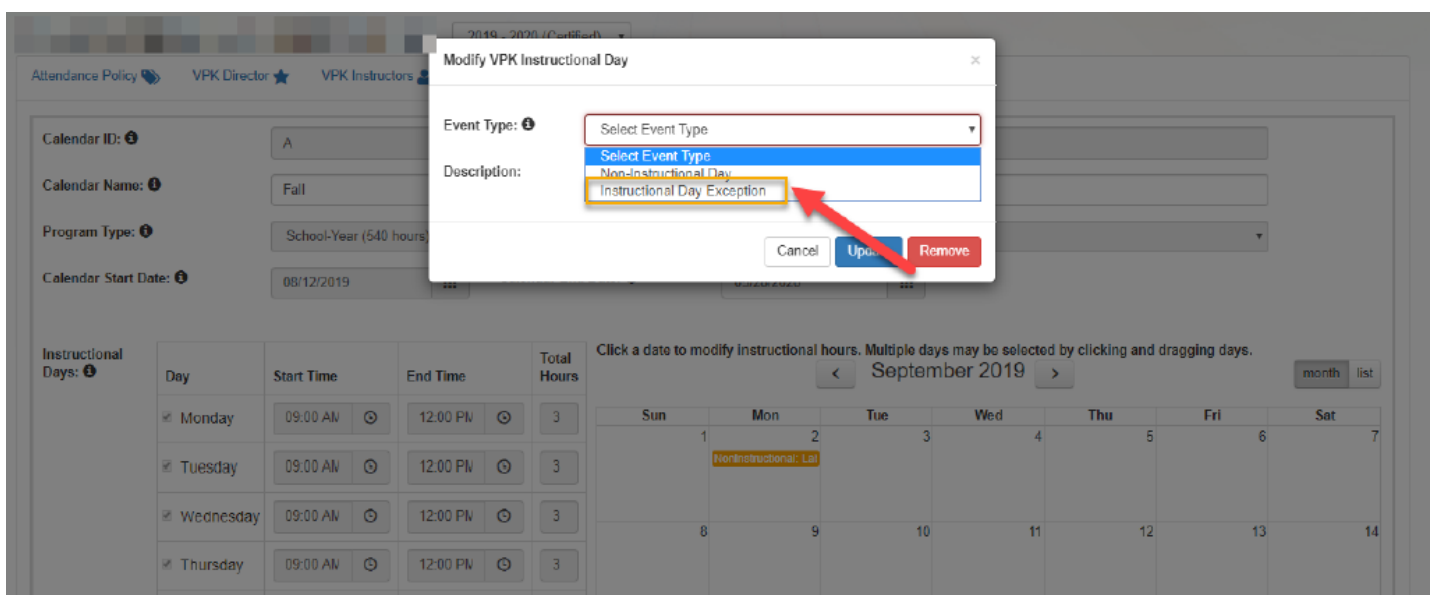 2019 - 2020 (Certified)
Modify VPK Instructional Day ×
Attendance Policy VPK Director VPK Instructors
Event Type: Select Event Type
Select Event Type
Non-Instructional Day
Instructional Day Exception
Description:
Cancel Remove
Calendar ID: A
Calendar Name: Fall
Program Type: School-Year (540 hours)
Calendar Start Date: 08/12/2019
Instructional Days:
Day Start Time End Time Total Hours
Monday 09:00 AM 12:00 PM 3
Tuesday 09:00 AM 12:00 PM 3
Wednesday 09:00 AM 12:00 PM 3
Thursday 09:00 AM 12:00 PM 3
Click a date to modify instructional hours. Multiple days may be selected by clicking and dragging days.
< September 2019 > month list
Sun Mon Tue Wed Thu Fri Sat
1 2 3 4 5 6 7
NonInstructional: Lab
8 9 10 11 12 13 14